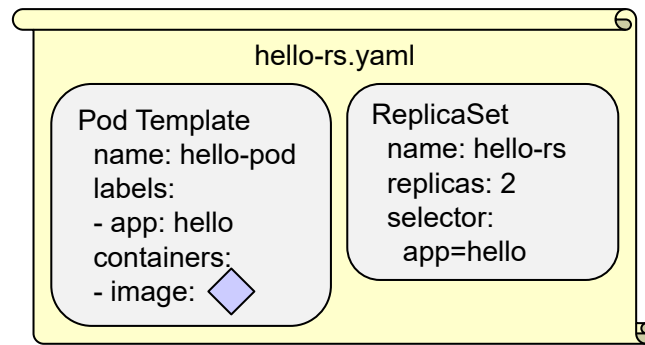 hello-rs.yaml
Pod Template
name: hello-pod
labels:
- app: hello
containers:
- image:
ReplicaSet
name: hello-rs
replicas: 2
selector:
app=hello